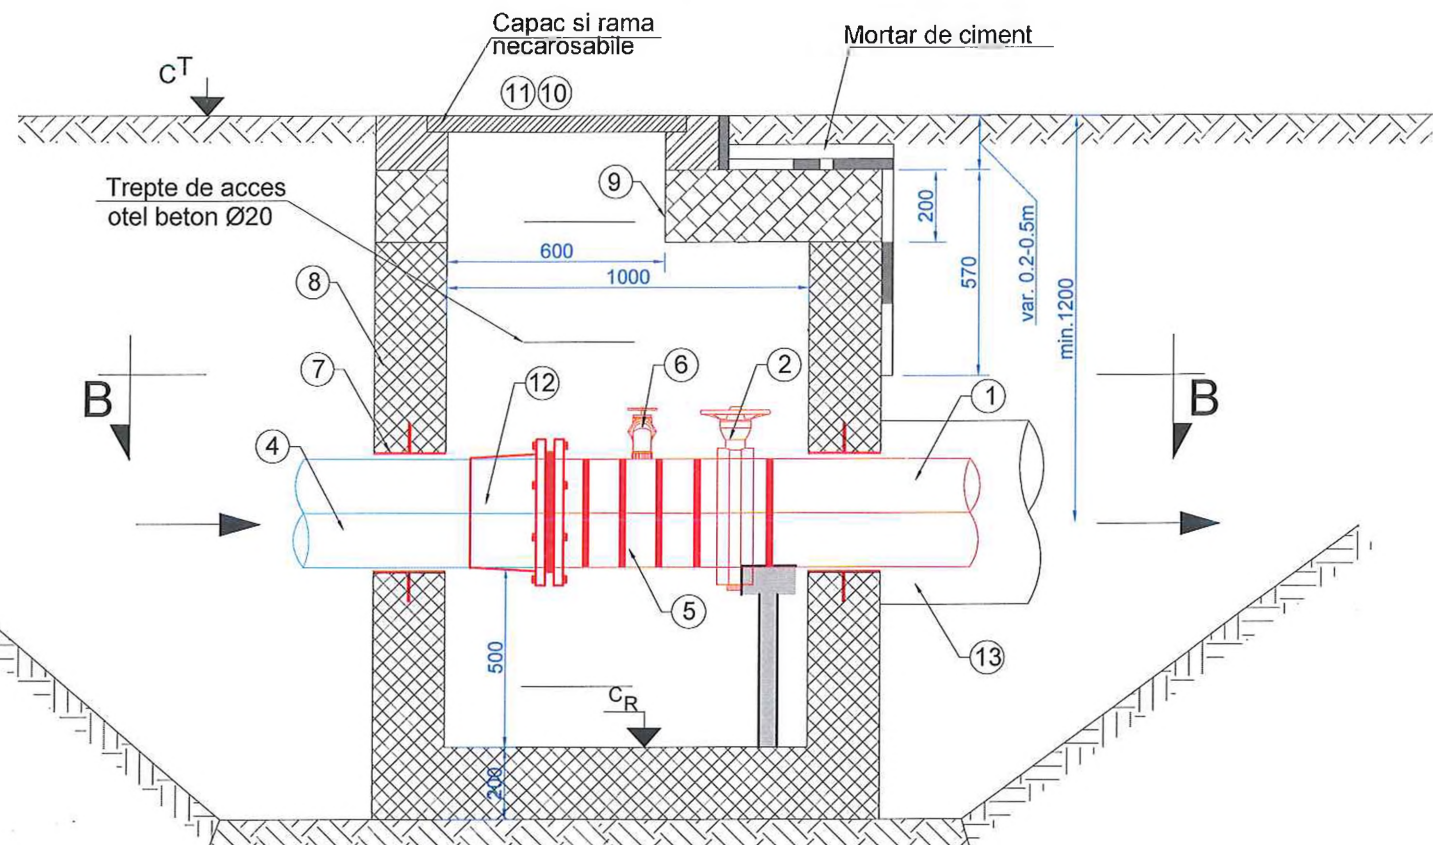 Capac si rama
necarosabile
Mortar de ciment
CT
11 10
Trepte de acces
otel beton Ø20
9
200
600
1000
570
var. 0.2-0.5m
min.1200
8
7
6
2
12
1
B
B
4
5
13
500
CR
200